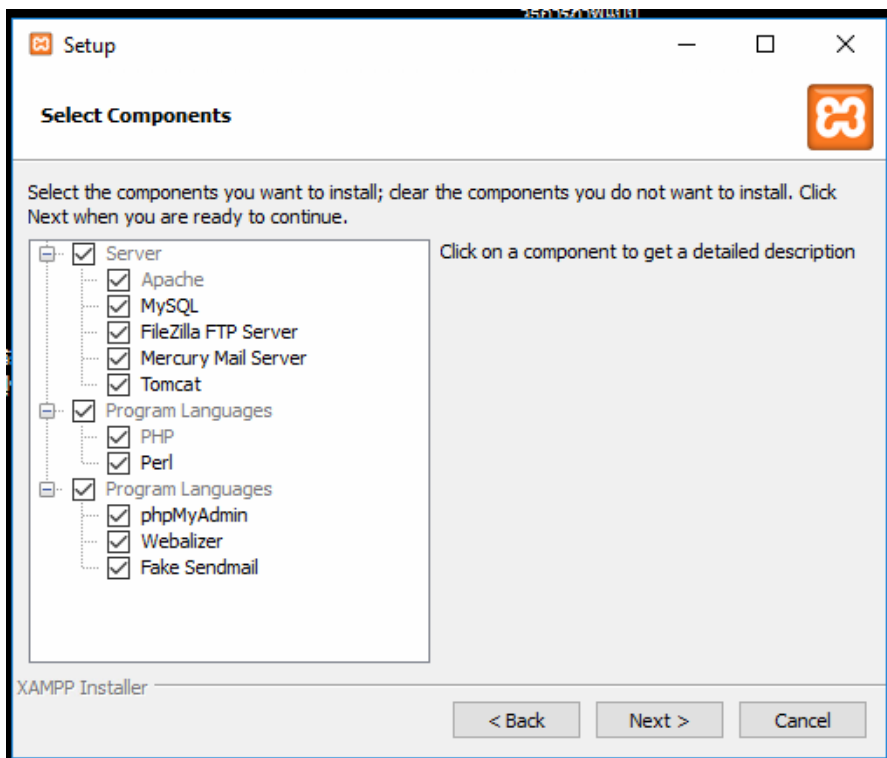 Setup
Select Components
Select the components you want to install; clear the components you do not want to install. Click
Next when you are ready to continue.
Server
Apache
MySQL
FileZilla FTP Server
Mercury Mail Server
Tomcat
Program Languages
PHP
Perl
Program Languages
phpMyAdmin
Webalizer
Fake Sendmail
Click on a component to get a detailed description
XAMPP Installer
< Back
Next >
Cancel